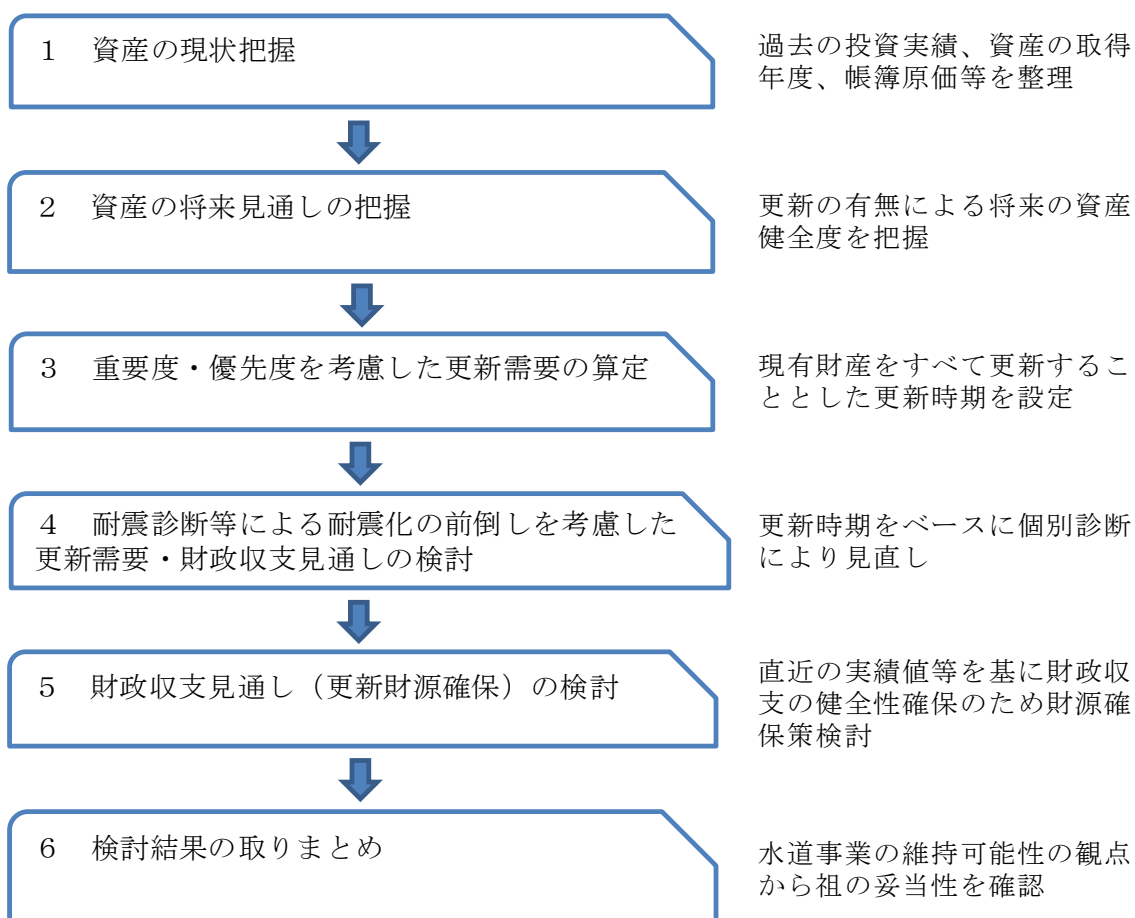 1 資産の現状把握
過去の投資実績、資産の取得
年度、帳簿原価等を整理
2 資産の将来見通しの把握
更新の有無による将来の資産
健全度を把握
3 重要度・優先度を考慮した更新需要の算定
現有財産をすべて更新するこ
ととした更新時期を設定
4 耐震診断等による耐震化の前倒しを考慮した
更新需要・財政収支見通しの検討
更新時期をベースに個別診断
により見直し
5 財政収支見通し（更新財源確保）の検討
直近の実績値等を基に財政収
支の健全性確保のため財源確
保策検討
6 検討結果の取りまとめ
水道事業の維持可能性の観点
から祖の妥当性を確認